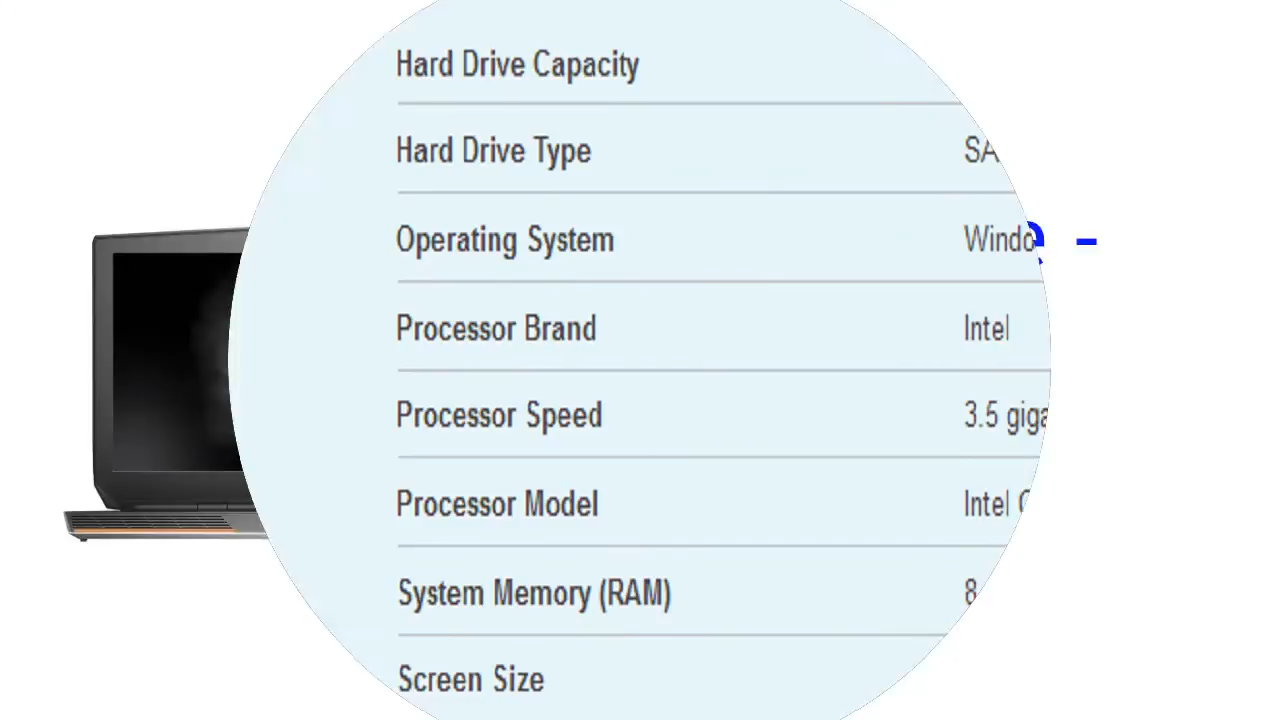 Hard Drive Capacity
Hard Drive Type SA
Operating System Windo
e -
Processor Brand Intel
Processor Speed 3.5 giga
Processor Model Intel
System Memory (RAM) 8
Screen Size